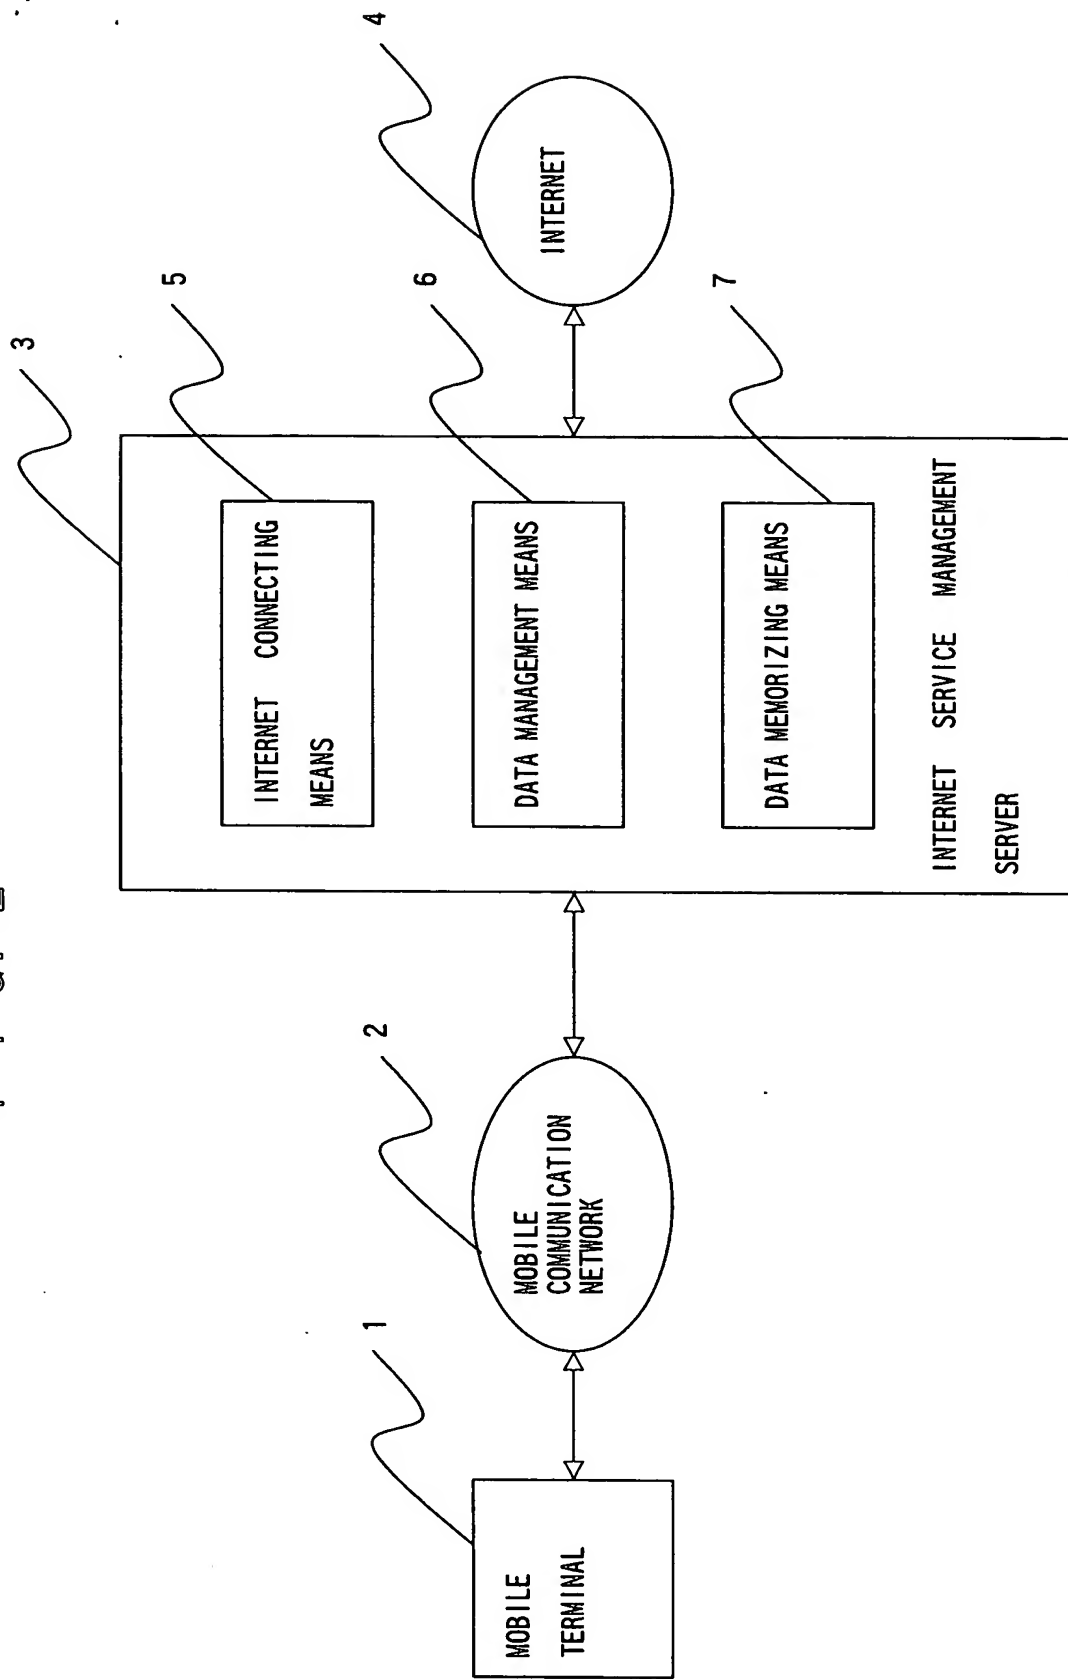 3
5
4
6
7
2
1
INTERNET CONNECTING
MEANS
DATA MANAGEMENT MEANS
DATA MEMORIZING MEANS
INTERNET SERVICE MANAGEMENT
SERVER
INTERNET
MOBILE
COMMUNICATION
NETWORK
MOBILE
TERMINAL